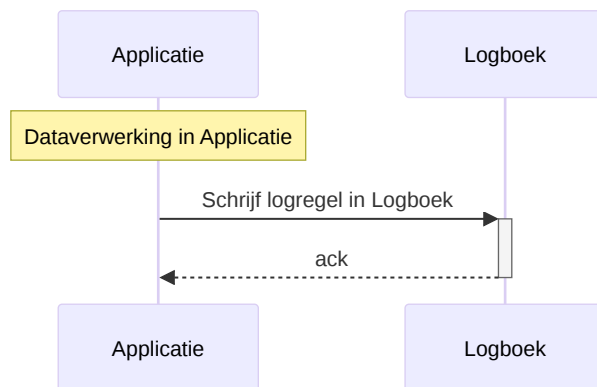 Applicatie
Logboek
Dataverwerking in Applicatie
Schrijf logregel in Logboek
ack
Applicatie
Logboek